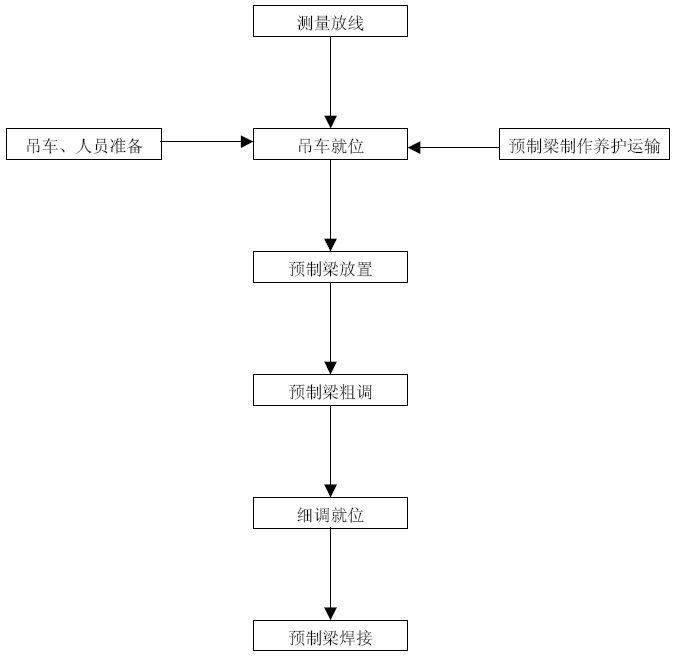 测量放线
吊车、人员准备
吊车就位
预制梁制作养护运输
预制梁放置
预制梁粗调
细调就位
预制梁焊接